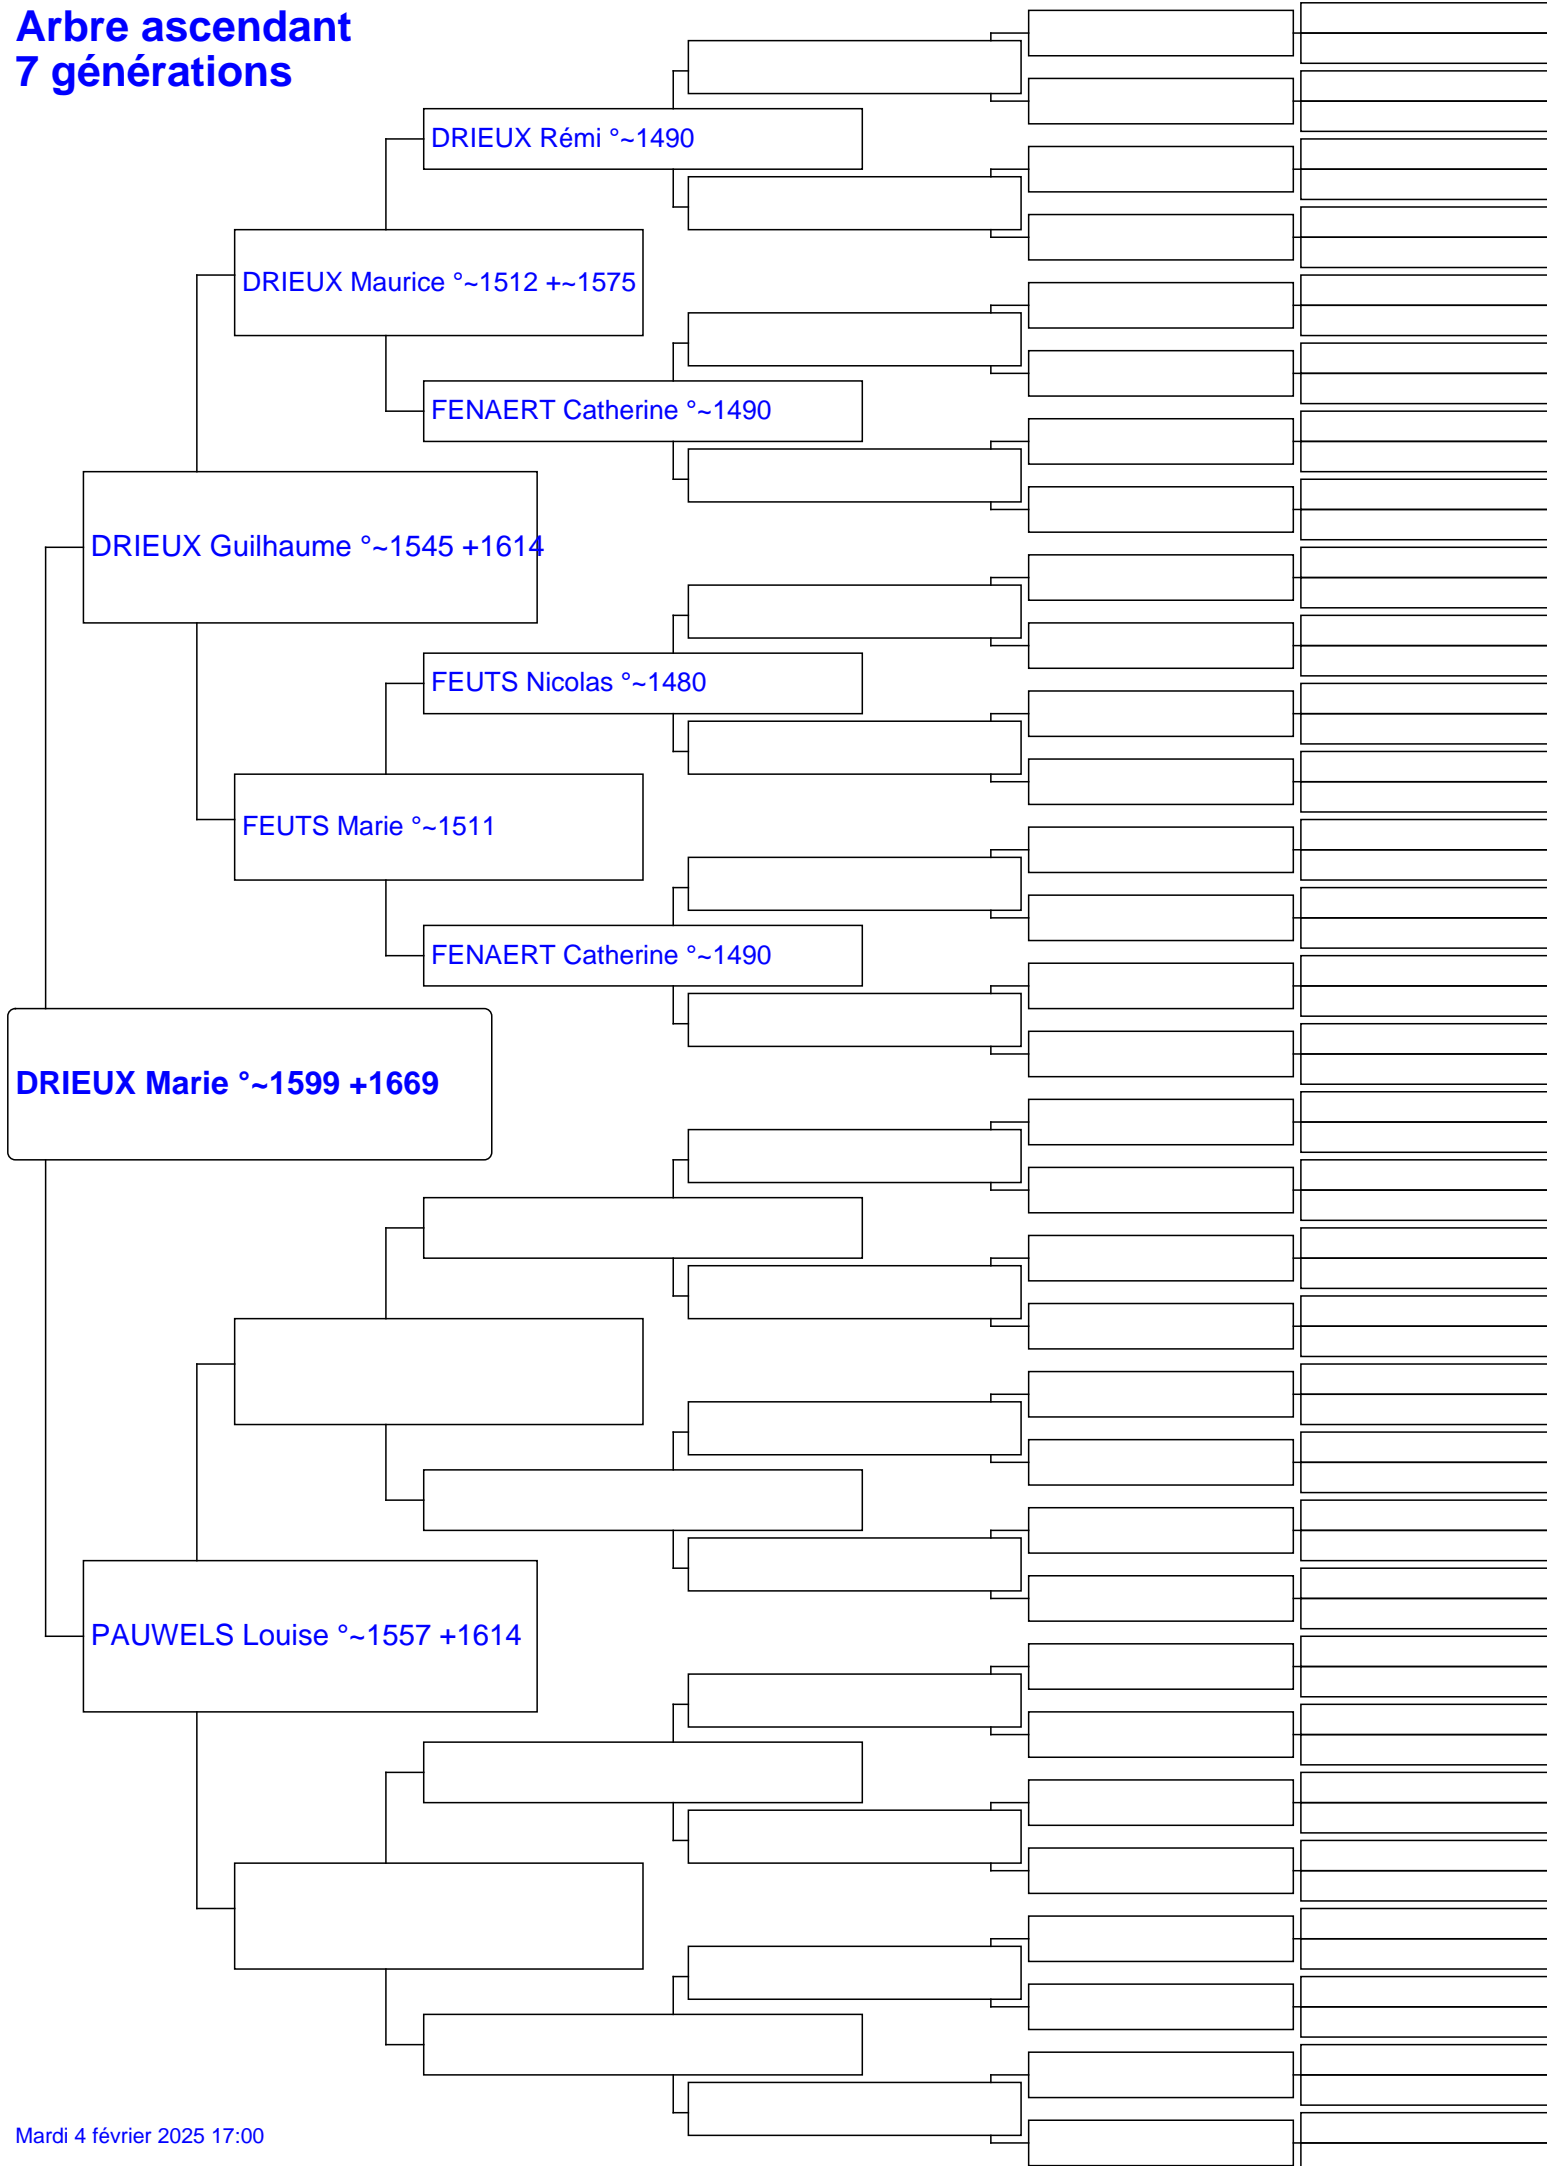 Arbre ascendant
7 générations
DRIEUX Rémi °~1490
DRIEUX Maurice °~1512 +~1575
FENAERT Catherine °~1490
DRIEUX Guilhaume °~1545 +1614
FEUTS Nicolas °~1480
FEUTS Marie °~1511
FENAERT Catherine °~1490
DRIEUX Marie °~1599 +1669
PAUWELS Louise °~1557 +1614
Mardi 4 février 2025 17:00